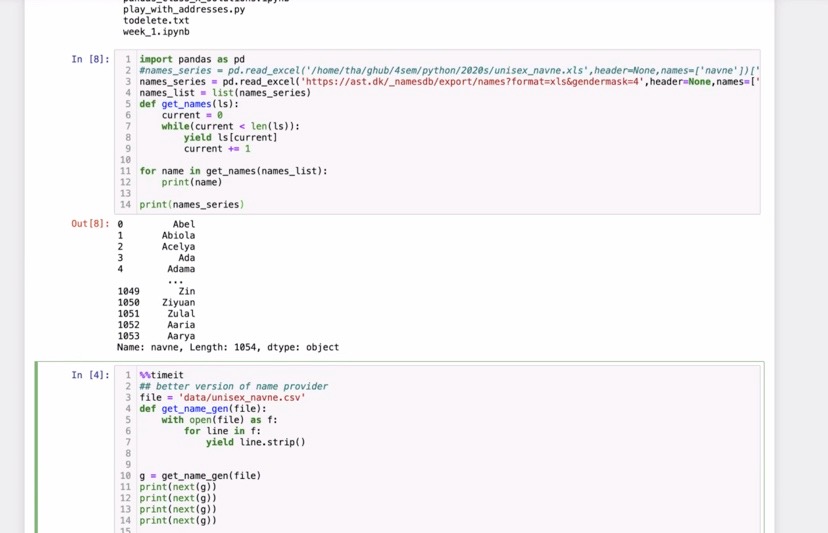 play_with_addresses.py
todelete.txt
week_1.ipynb
In [8]:
1 import pandas as pd
2 #names_series = pd.read_excel('/home/tha/ghub/4sem/python/2020s/unisex_navne.xls',header=None,names=['navne'])['
3 names_series = pd.read_excel('https://ast.dk/_namesdb/export/names?format=xls&gendermask=4',header=None,names=['
4 names_list = list(names_series)
5 def get_names(ls):
6     current = 0
7     while(current < len(ls)):
8         yield ls[current]
9         current += 1
10
11 for name in get_names(names_list):
12     print(name)
13
14 print(names_series)
Out[8]: 0 Abel
1 Abiola
2 Acelya
3 Ada
4 Adama
...
1049 Zin
1050 Ziyuan
1051 Zulal
1052 Aaria
1053 Aarya
Name: navne, Length: 1054, dtype: object
In [4]:
1 %%timeit
2 ## better version of name provider
3 file = 'data/unisex_navne.csv'
4 def get_name_gen(file):
5     with open(file) as f:
6         for line in f:
7             yield line.strip()
8
9
10 g = get_name_gen(file)
11 print(next(g))
12 print(next(g))
13 print(next(g))
14 print(next(g))
15